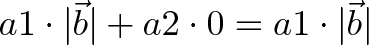 a1 · |b⃗| + a2 · 0 = a1 · |b⃗|